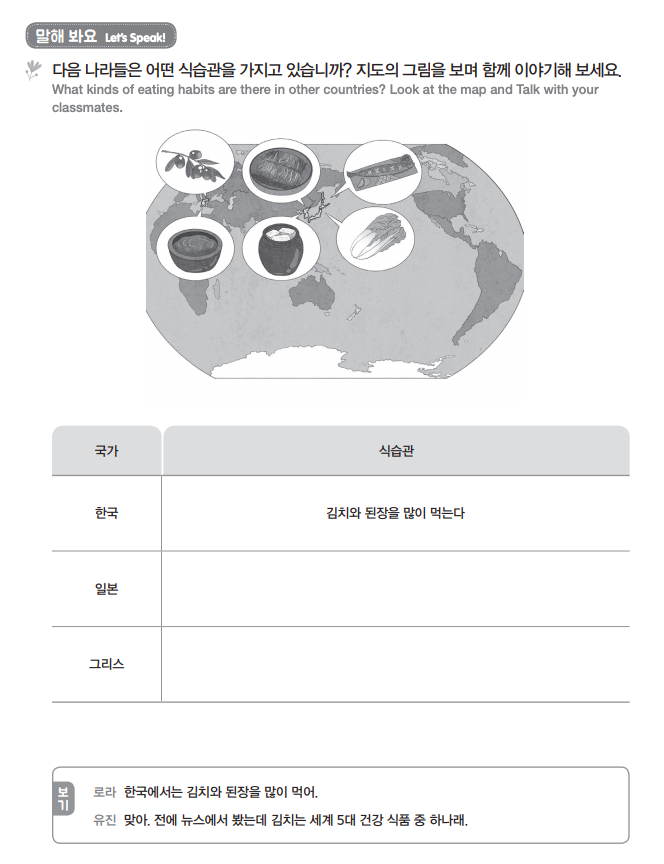 말해 봐요 Let's Speak!
다음 나라들은 어떤 식습관을 가지고 있습니까? 지도의 그림을 보며 함께 이야기해 보세요.
What kinds of eating habits are there in other countries? Look at the map and Talk with your
classmates.
국가 식습관
한국 김치와 된장을 많이 먹는다
일본
그리스
보기
로라 한국에서는 김치와 된장을 많이 먹어.
유진 맞아. 전에 뉴스에서 봤는데 김치는 세계 5대 건강 식품 중 하나래.